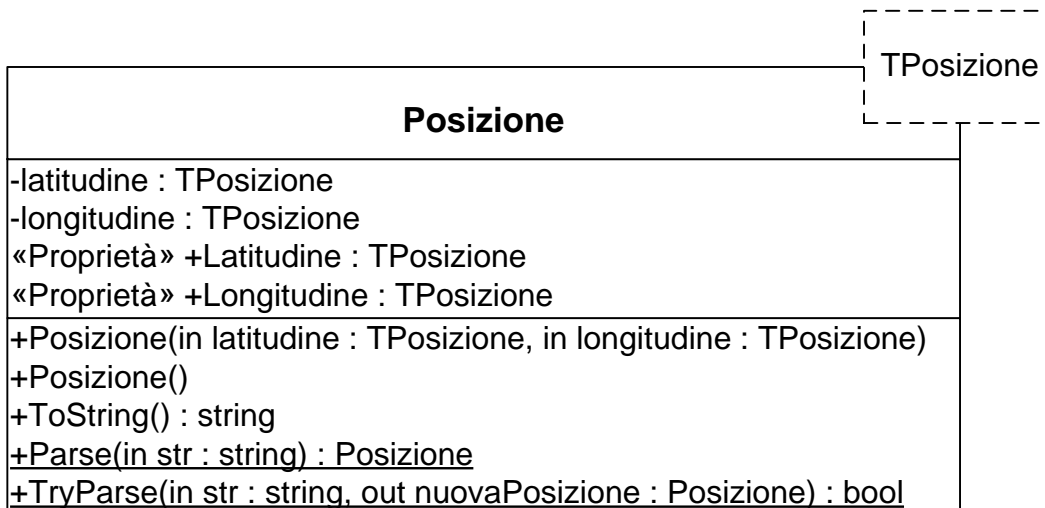 TPosizione
Posizione
-latitudine : TPosizione
-longitudine : TPosizione
«Proprietà» +Latitudine : TPosizione
«Proprietà» +Longitudine : TPosizione
+Posizione(in latitudine : TPosizione, in longitudine : TPosizione)
+Posizione()
+ToString() : string
+Parse(in str : string) : Posizione
+TryParse(in str : string, out nuovaPosizione : Posizione) : bool